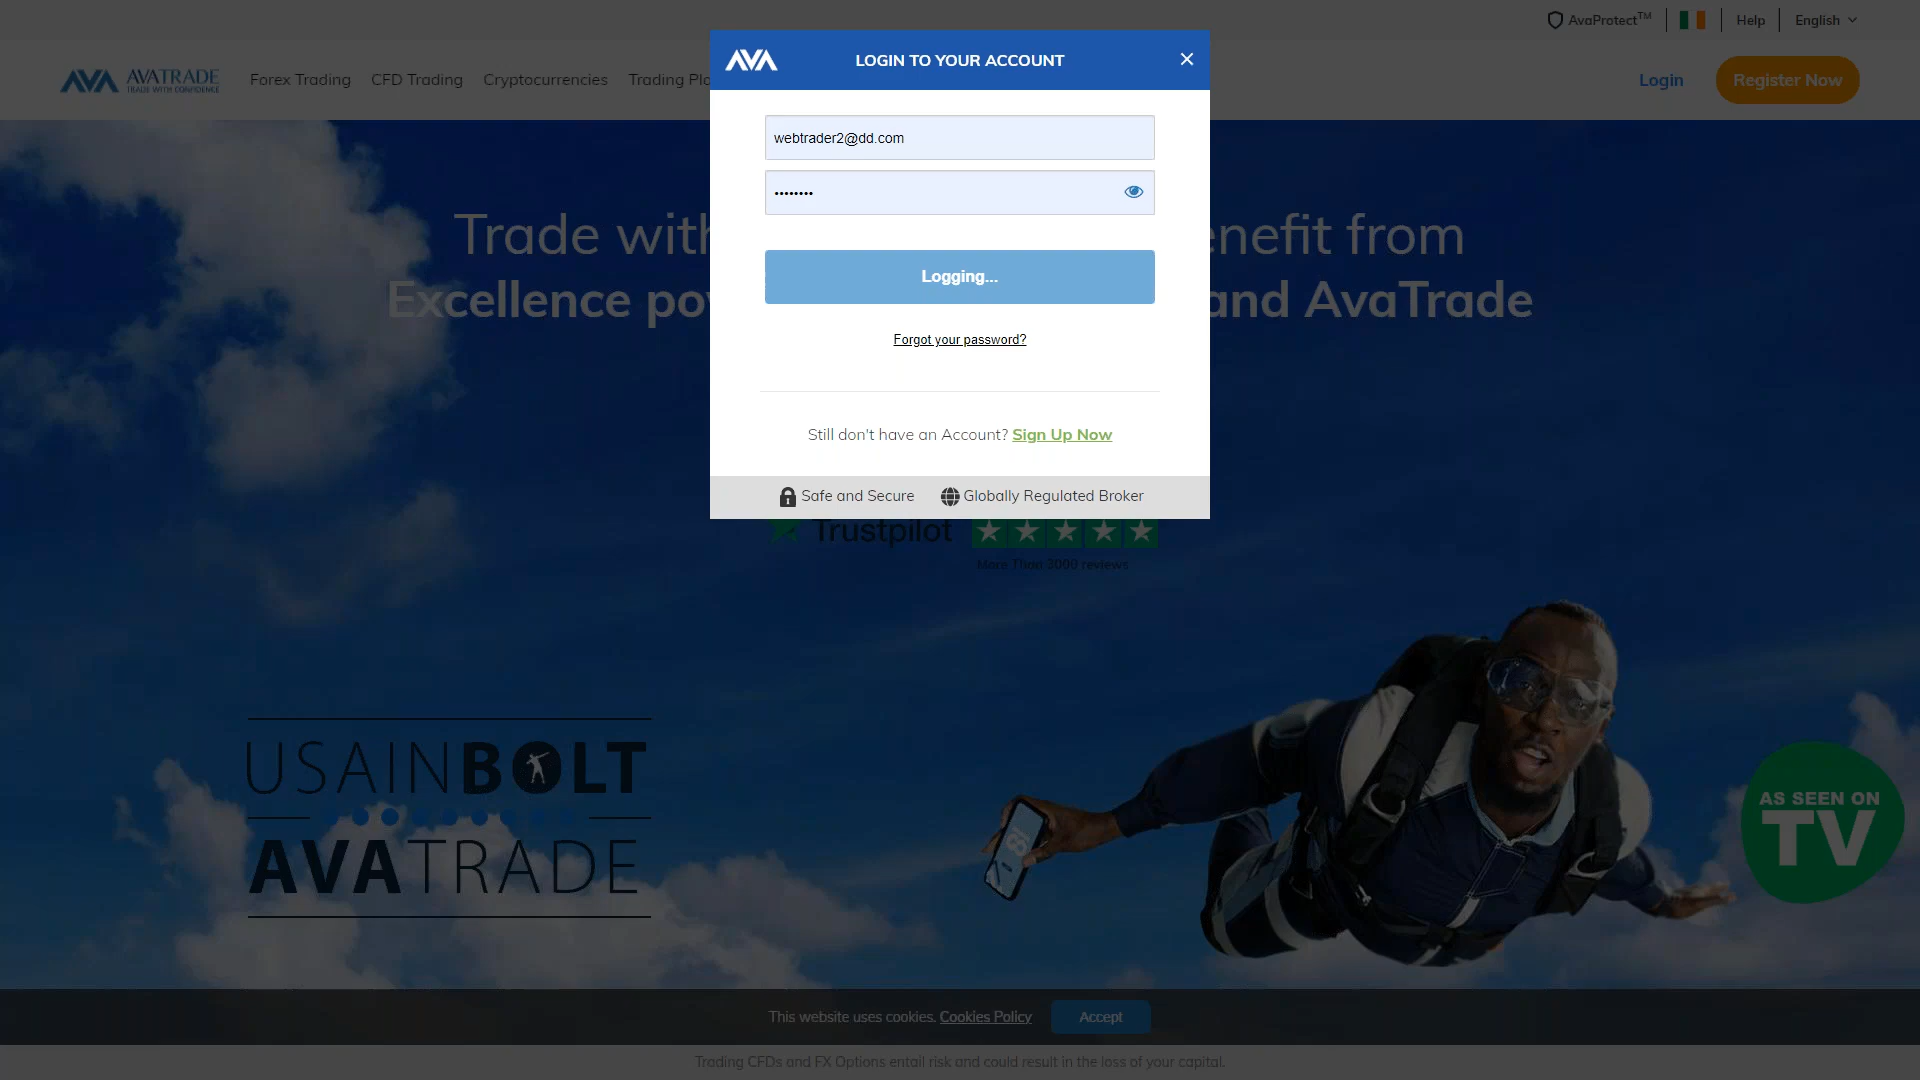 AvaProtect™
Help
English
AVATRADE
TRADE WITH CONFIDENCE
Forex Trading
CFD Trading
Cryptocurrencies
Trading Plo
Login
Register Now
AVA
LOGIN TO YOUR ACCOUNT
webtrader2@dd.com
••••••••
Logging...
Forgot your password?
Still don't have an Account? Sign Up Now
Safe and Secure
Globally Regulated Broker
Trade with
enefit from
Excellence po
and AvaTrade
Trustpilot
More Than 3000 reviews
USAINBOLT
AVATRADE
AS SEEN ON
TV
This website uses cookies. Cookies Policy
Accept
Trading CFDs and FX Options entail risk and could result in the loss of your capital.